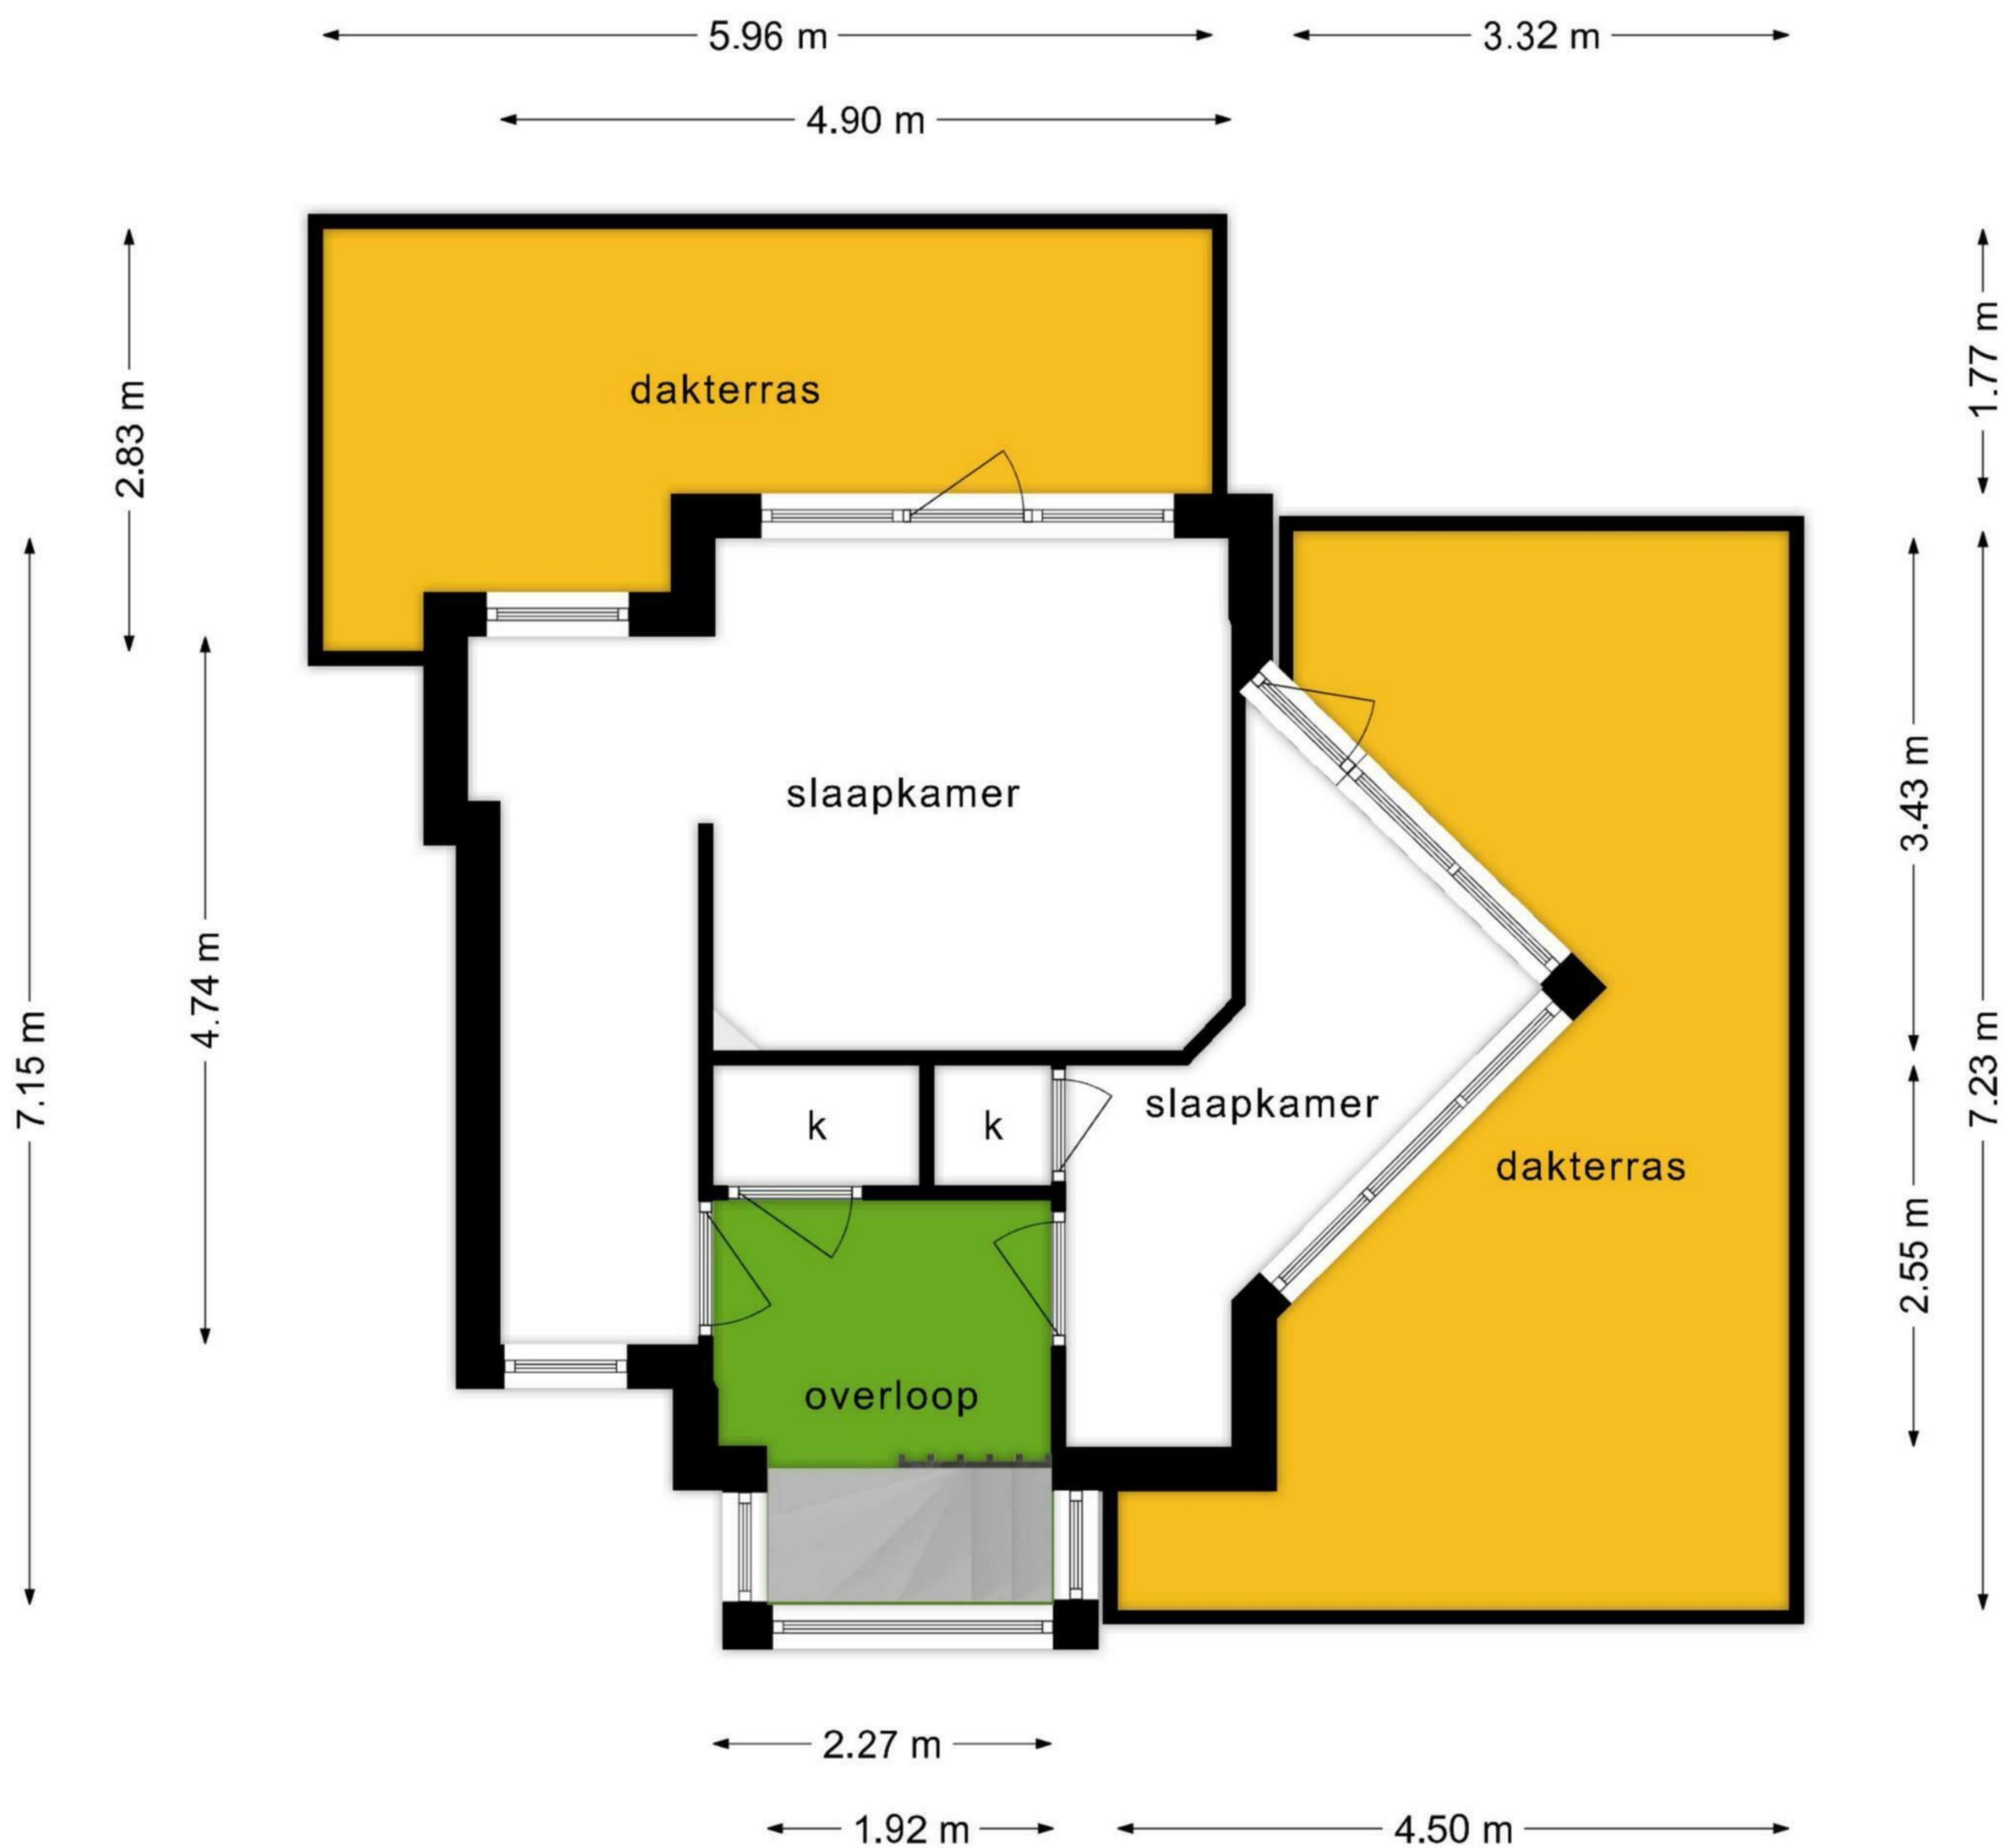 5.96 m
3.32 m
4.90 m
1.77 m
2.83 m
dakterras
slaapkamer
3.43 m
4.74 m
7.15 m
7.23 m
slaapkamer
k
k
dakterras
2.55 m
overloop
2.27 m
1.92 m
4.50 m